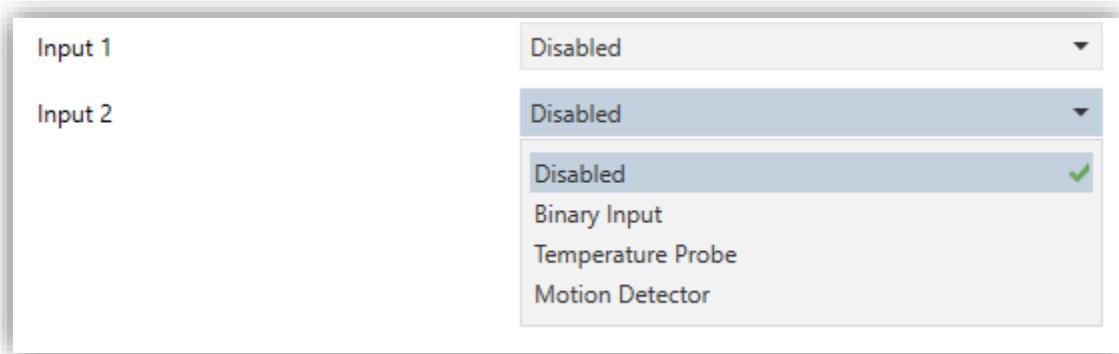 Input 1 Disabled
Input 2 Disabled
Disabled
Binary Input
Temperature Probe
Motion Detector